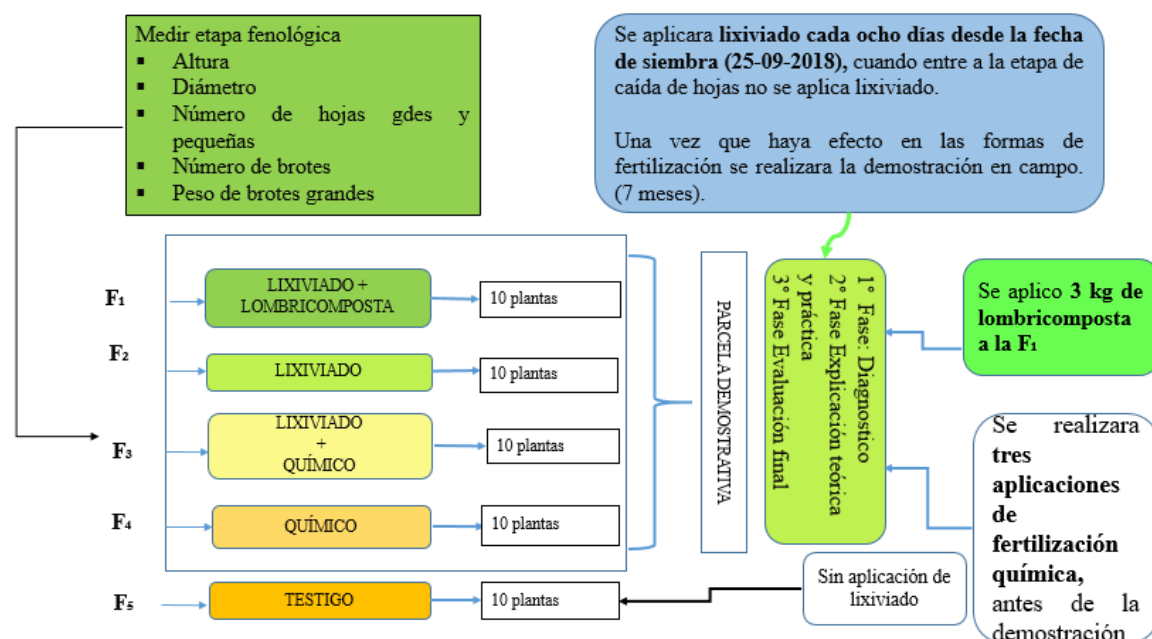 Medir etapa fenológica
▪ Altura
▪ Diámetro
▪ Número de hojas gdes y
pequeñas
▪ Número de brotes
▪ Peso de brotes grandes
Se aplicara lixiviado cada ocho días desde la fecha
de siembra (25-09-2018), cuando entre a la etapa de
caída de hojas no se aplica lixiviado.
Una vez que haya efecto en las formas de
fertilización se realizara la demostración en campo.
(7 meses).
F₁
LIXIVIADO +
LOMBRICOMPOSTA
10 plantas
F₂
LIXIVIADO
10 plantas
F₃
LIXIVIADO
+
QUÍMICO
10 plantas
F₄
QUÍMICO
10 plantas
F₅
TESTIGO
10 plantas
PARCELA DEMOSTRATIVA
1° Fase: Diagnostico
2° Fase Explicación teórica
y práctica
3° Fase Evaluación final
Se aplico 3 kg de
lombricomposta
a la F₁
Se realizara
tres
aplicaciones
de
fertilización
química,
antes de la
demostración
Sin aplicación de
lixiviado